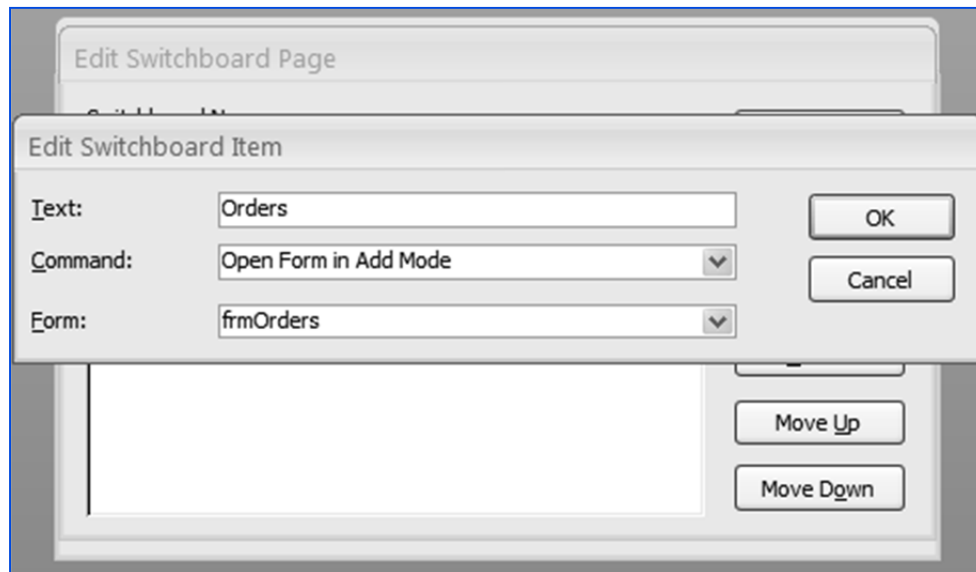 Edit Switchboard Page
Edit Switchboard Item
Text: Orders
OK
Command: Open Form in Add Mode
Cancel
Form: frmOrders
Move Up
Move Down